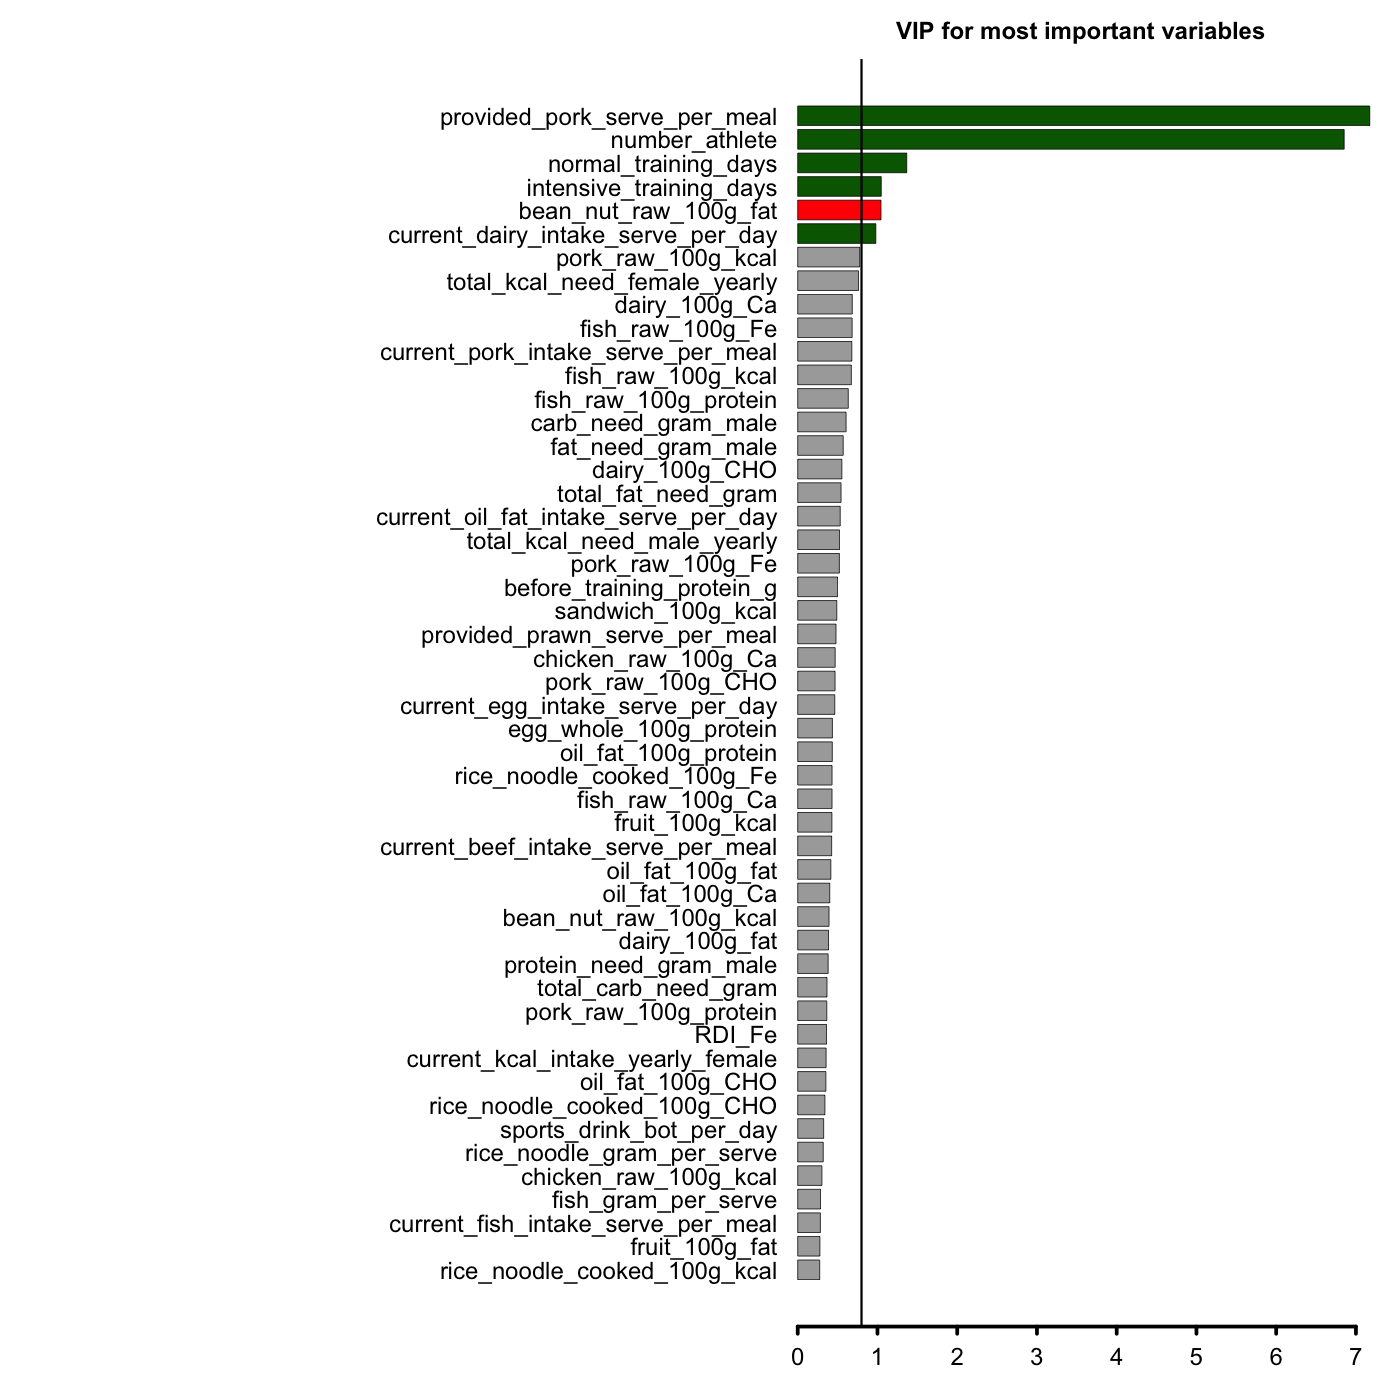 VIP for most important variables
provided_pork_serve_per_meal
number_athlete
normal_training_days
intensive_training_days
bean_nut_raw_100g_fat
current_dairy_intake_serve_per_day
pork_raw_100g_kcal
total_kcal_need_female_yearly
dairy_100g_Ca
fish_raw_100g_Fe
current_pork_intake_serve_per_meal
fish_raw_100g_kcal
fish_raw_100g_protein
carb_need_gram_male
fat_need_gram_male
dairy_100g_CHO
total_fat_need_gram
current_oil_fat_intake_serve_per_day
total_kcal_need_male_yearly
pork_raw_100g_Fe
before_training_protein_g
sandwich_100g_kcal
provided_prawn_serve_per_meal
chicken_raw_100g_Ca
pork_raw_100g_CHO
current_egg_intake_serve_per_day
egg_whole_100g_protein
oil_fat_100g_protein
rice_noodle_cooked_100g_Fe
fish_raw_100g_Ca
fruit_100g_kcal
current_beef_intake_serve_per_meal
oil_fat_100g_fat
oil_fat_100g_Ca
bean_nut_raw_100g_kcal
dairy_100g_fat
protein_need_gram_male
total_carb_need_gram
pork_raw_100g_protein
RDI_Fe
current_kcal_intake_yearly_female
oil_fat_100g_CHO
rice_noodle_cooked_100g_CHO
sports_drink_bot_per_day
rice_noodle_gram_per_serve
chicken_raw_100g_kcal
fish_gram_per_serve
current_fish_intake_serve_per_meal
fruit_100g_fat
rice_noodle_cooked_100g_kcal
0 1 2 3 4 5 6 7